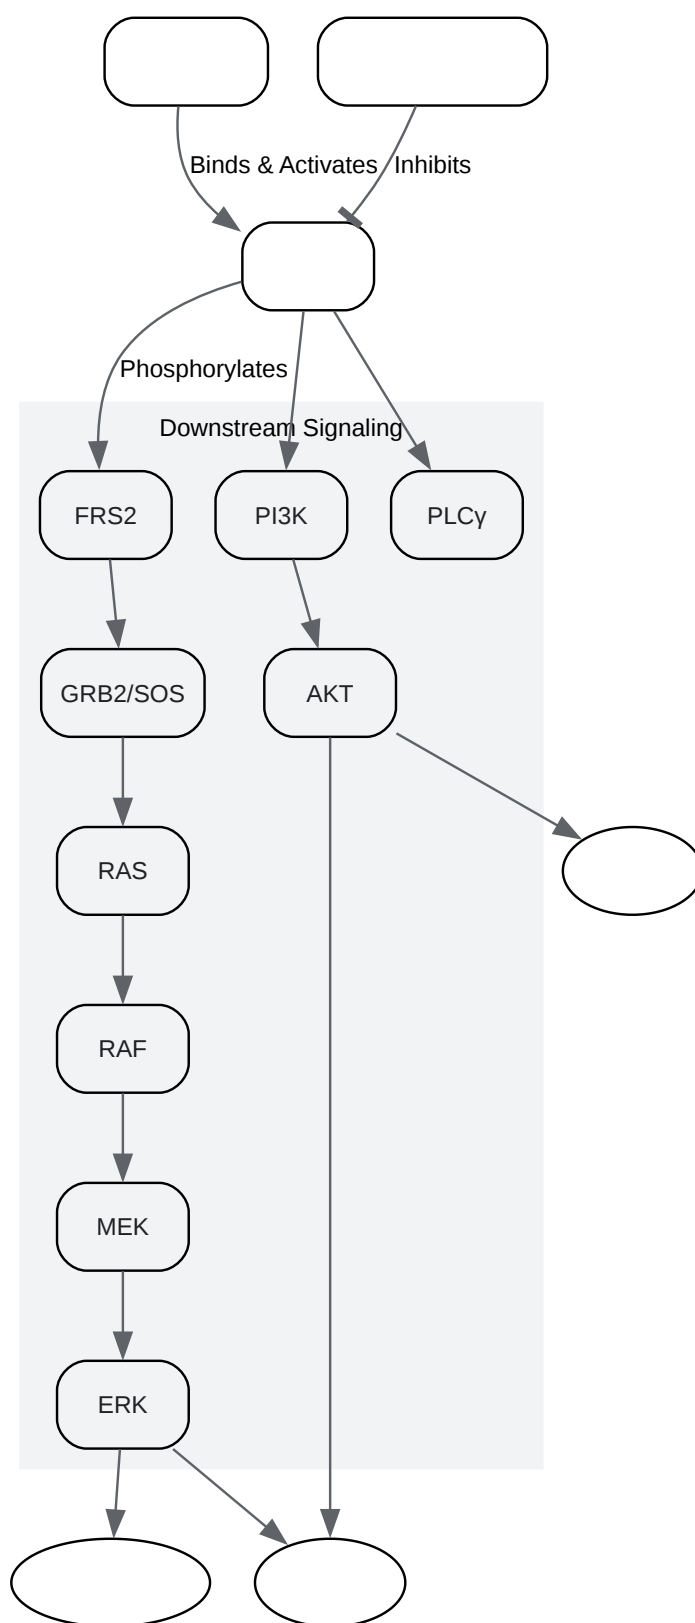 Binds & Activates
Inhibits
Phosphorylates
Downstream Signaling
FRS2
PI3K
PLCγ
GRB2/SOS
AKT
RAS
RAF
MEK
ERK